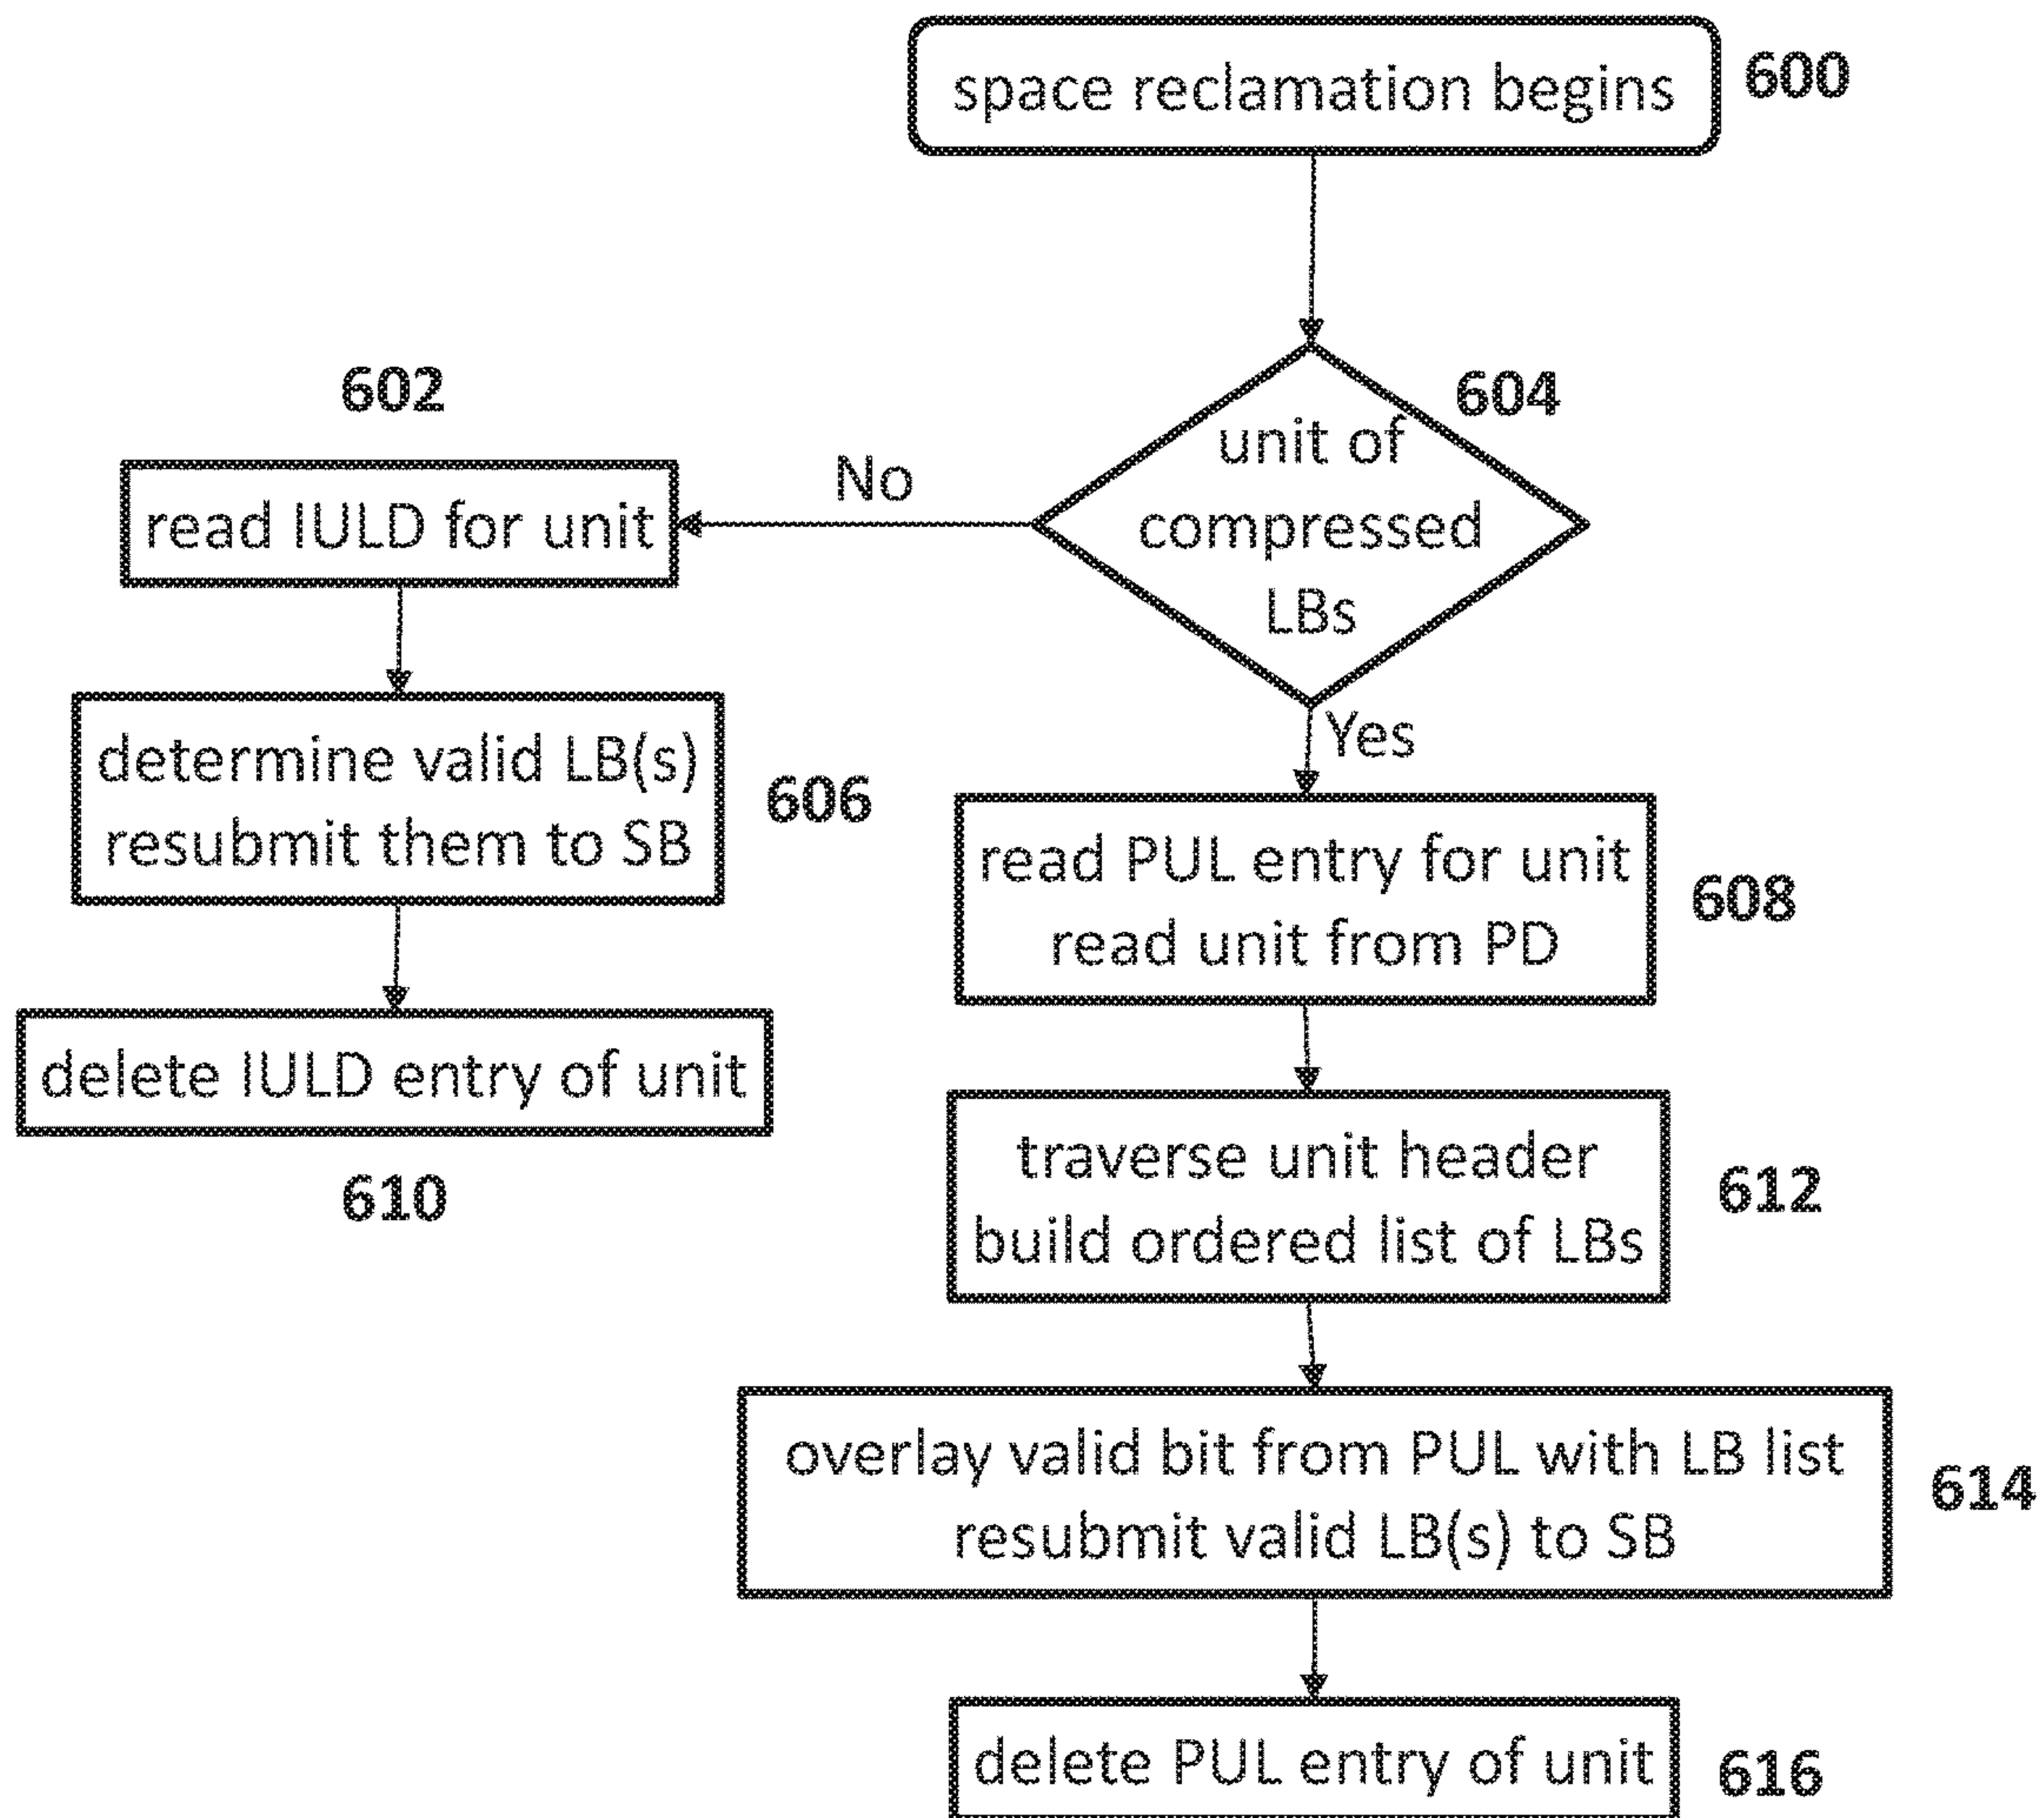 space reclamation begins
600
602
604
unit of
compressed
LBs
No
read IULD for unit
Yes
determine valid LB(s)
resubmit them to SB
606
read PUL entry for unit
read unit from PD
608
delete IULD entry of unit
610
traverse unit header
build ordered list of LBs
612
overlay valid bit from PUL with LB list
resubmit valid LB(s) to SB
614
delete PUL entry of unit
616